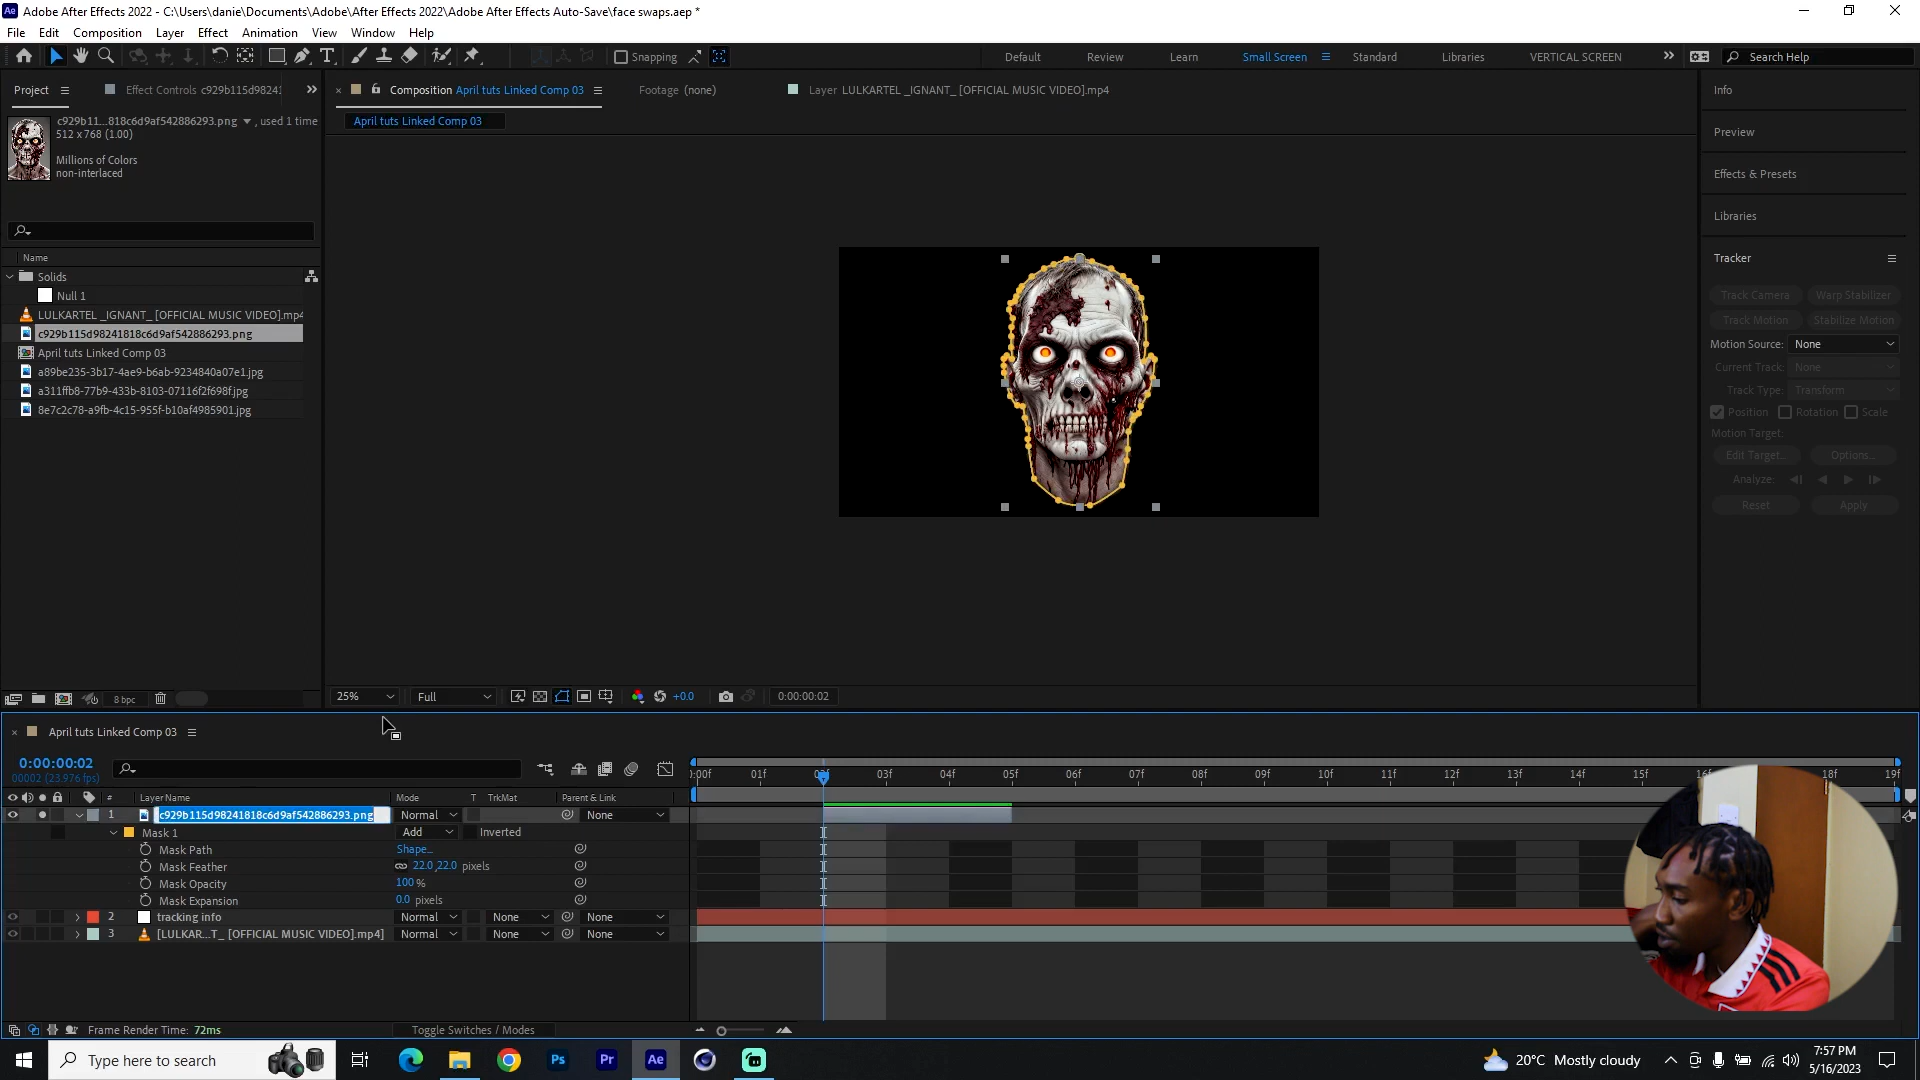 Adobe After Effects 2022 - C:\Users\danie\Documents\Adobe\After Effects 2022\Adobe After Effects Auto-Save\face swaps.aep *
File Edit Composition Layer Effect Animation View Window Help
Snapping Default Review Learn Small Screen Standard Libraries VERTICAL SCREEN Search Help
Project Effect Controls c929b115d98241
Composition April tuts Linked Comp 03 Footage (none) Layer LULKARTEL _IGNANT_ [OFFICIAL MUSIC VIDEO].mp4
Info
c929b11...818c6d9af542886293.png , used 1 time
512 x 768 (1.00)
April tuts Linked Comp 03
Millions of Colors
non-interlaced
Preview
Effects & Presets
Libraries
Name
Solids
Null 1
LULKARTEL _IGNANT_ [OFFICIAL MUSIC VIDEO].mp4
c929b115d98241818c6d9af542886293.png
April tuts Linked Comp 03
a89be235-3b17-4ae9-b6ab-9234840a07e1.jpg
a311ffb8-77b9-433b-8103-07116f2f698f.jpg
8e7c2c78-a9fb-4c15-955f-b10af4985901.jpg
Tracker
Track Camera Warp Stabilizer
Track Motion Stabilize Motion
Motion Source: None
Current Track: None
Track Type: Transform
Position Rotation Scale
Motion Target:
Edit Target... Options...
Analyze:
Reset Apply
8 bpc
25% Full +0.0 0:00:00:02
April tuts Linked Comp 03
0:00:00:02
00002 (23.976 fps)
:00f 01f 03f 04f 05f 06f 07f 08f 09f 10f 11f 12f 13f 14f 15f 18f 19f
# Layer Name Mode T TrkMat Parent & Link
1 c929b115d98241818c6d9af542886293.png Normal None
Mask 1 Add Inverted
Mask Path Shape...
Mask Feather 22.0,22.0 pixels
Mask Opacity 100 %
Mask Expansion 0.0 pixels
2 tracking info Normal None None
3 [LULKAR...T_ [OFFICIAL MUSIC VIDEO].mp4] Normal None None
Frame Render Time: 72ms Toggle Switches / Modes
Type here to search Ps Pr Ae 20°C Mostly cloudy 7:57 PM
5/16/2023